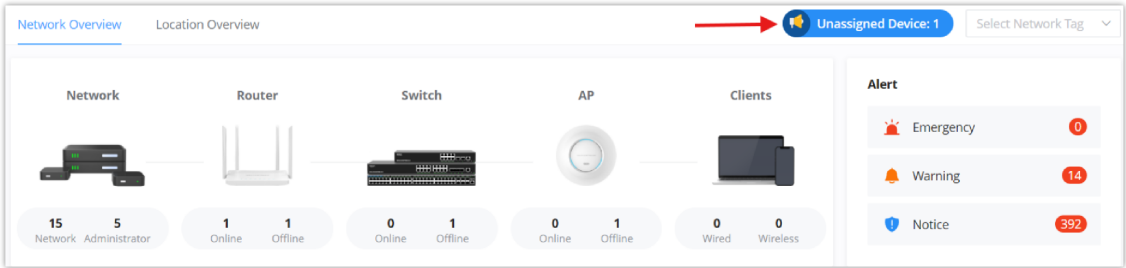 Network Overview
Location Overview
Unassigned Device: 1
Select Network Tag
Network
Router
Switch
AP
Clients
15 5
Network Administrator
1 1
Online Offline
0 1
Online Offline
0 1
Online Offline
0 0
Wired Wireless
Alert
Emergency 0
Warning 14
Notice 392